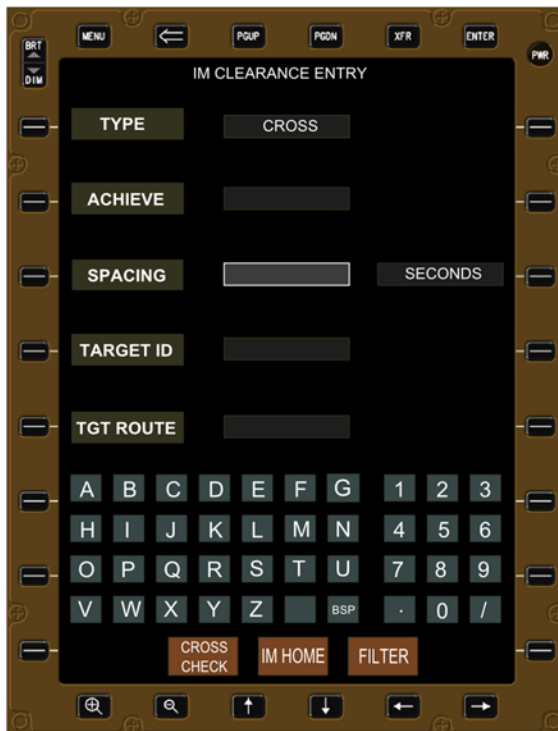 MENU PGUP PGDN XFR ENTER
BRT
DIM
PWR
IM CLEARANCE ENTRY
TYPE CROSS
ACHIEVE
SPACING SECONDS
TARGET ID
TGT ROUTE
A B C D E F G 1 2 3
H I J K L M N 4 5 6
O P Q R S T U 7 8 9
V W X Y Z BSP . 0 /
CROSS
CHECK
IM HOME
FILTER